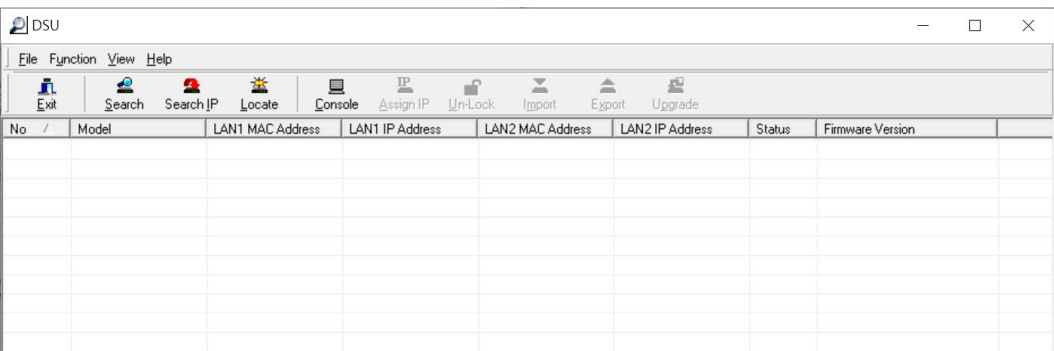 DSU
File Function View Help
IP
Exit Search Search IP Locate Console Assign IP Un-Lock Import Export Upgrade
No Model LAN1 MAC Address LAN1 IP Address LAN2 MAC Address LAN2 IP Address Status Firmware Version